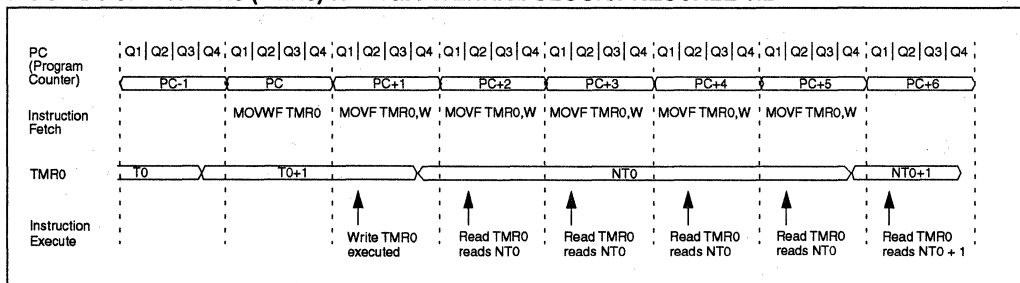 PC
(Program
Counter)
Q1 Q2 Q3 Q4 Q1 Q2 Q3 Q4 Q1 Q2 Q3 Q4 Q1 Q2 Q3 Q4 Q1 Q2 Q3 Q4 Q1 Q2 Q3 Q4 Q1 Q2 Q3 Q4 Q1 Q2 Q3 Q4
PC-1 PC PC+1 PC+2 PC+3 PC+4 PC+5 PC+6
Instruction
Fetch
MOVWF TMR0 MOVF TMR0,W MOVF TMR0,W MOVF TMR0,W MOVF TMR0,W MOVF TMR0,W
TMR0
T0 T0+1 NT0 NT0+1
Instruction
Execute
Write TMR0
executed
Read TMR0
reads NT0
Read TMR0
reads NT0
Read TMR0
reads NT0
Read TMR0
reads NT0
Read TMR0
reads NT0 + 1